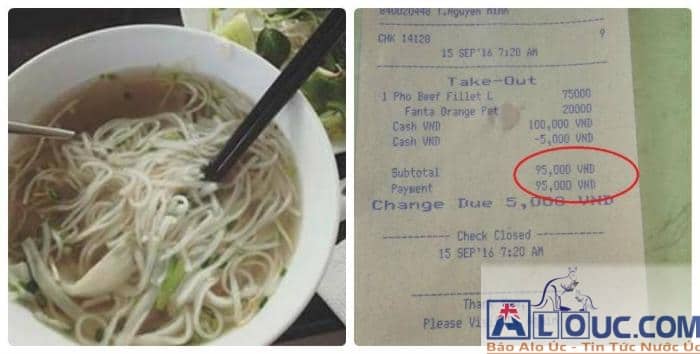 CHK 14120 9
15 SEP'16 7:20 AM
Take-Out
1 Pho Beef Fillet L 75000
Fanta Orange Pet 20000
Cash VND 100,000 VND
Cash VND -5,000 VND
Subtotal 95,000 VND
Payment 95,000 VND
Change Due 5,000 VND
Check Closed
15 SEP'16 7:20 AM
Please
ALOUC.COM
Báo Alo Úc - Tin Tức Nước Úc